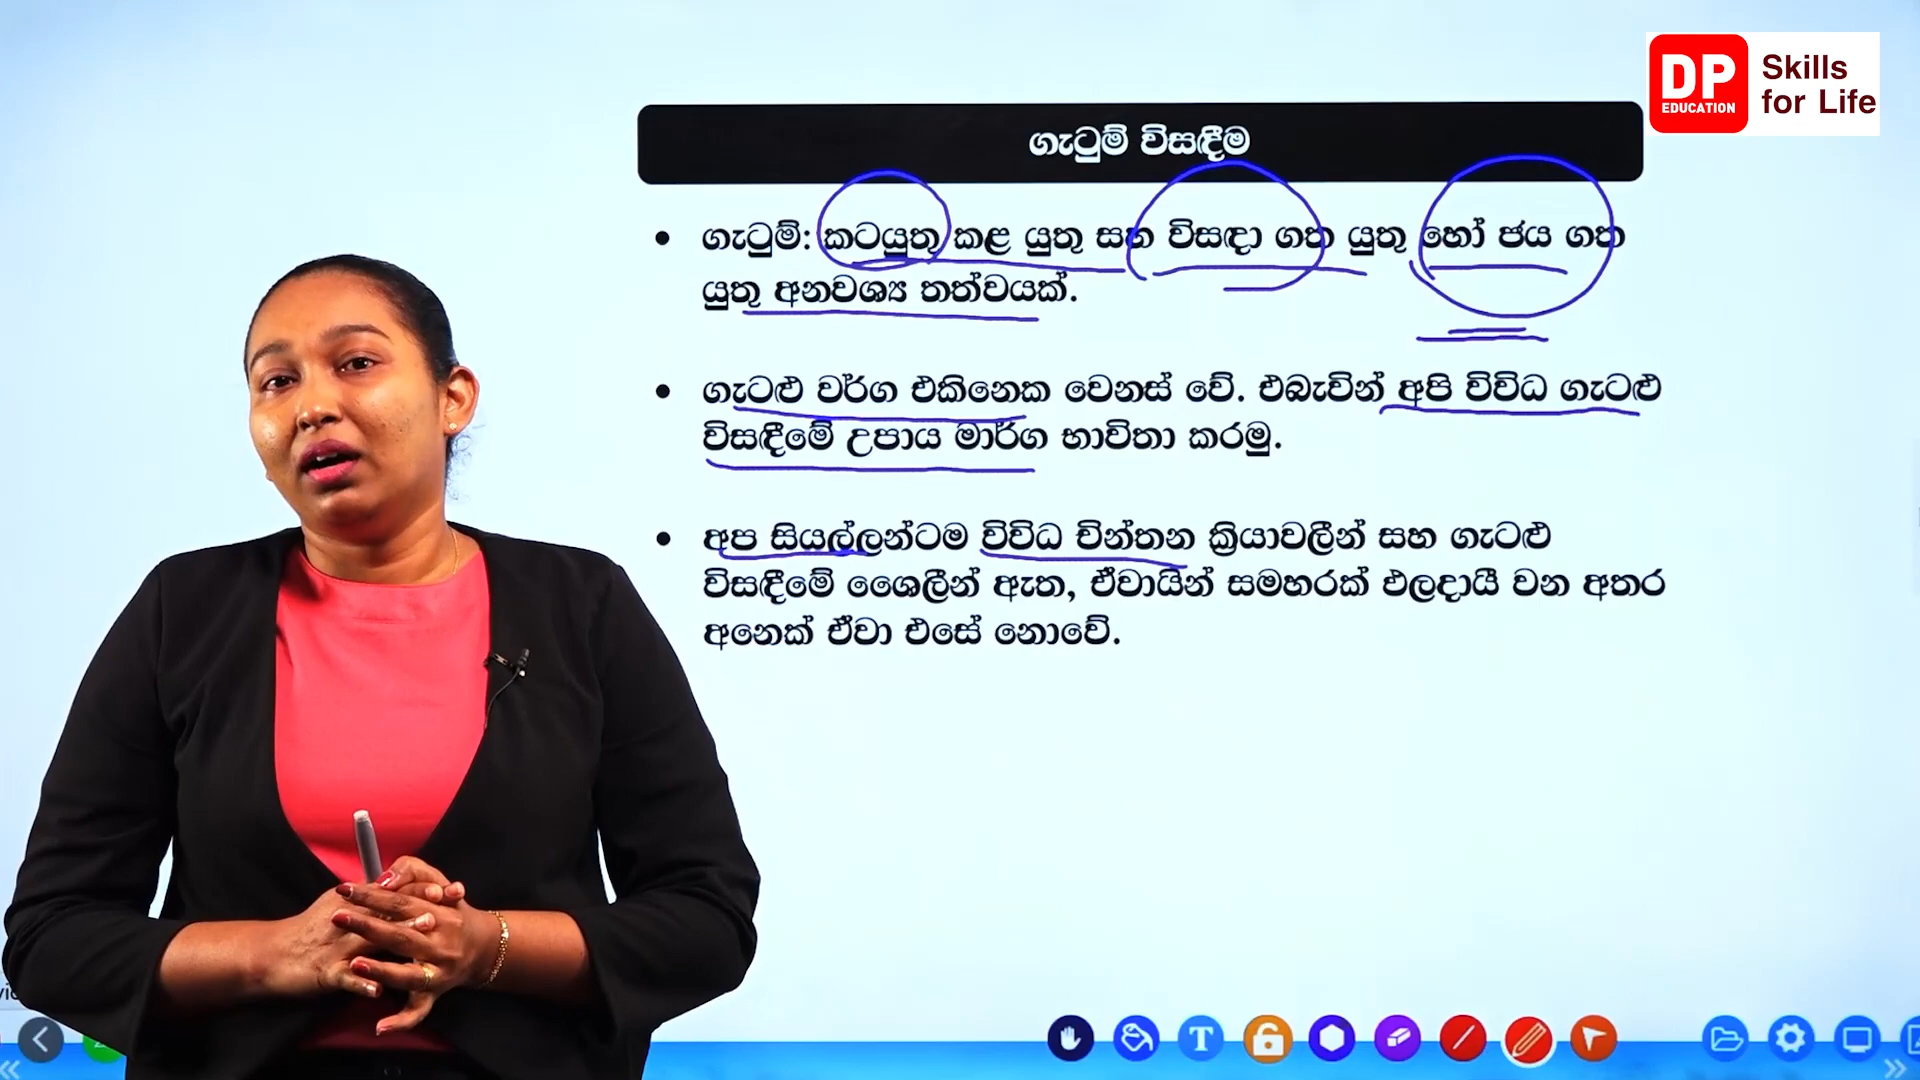 DP
EDUCATION
Skills
for Life
ගැටුම් විසඳීම
• ගැටුම්: කටයුතු කළ යුතු සහ විසඳා ගත යුතු හෝ ජය ගත
යුතු අනවශ්‍ය තත්වයක්.
• ගැටළු වර්ග එකිනෙක වෙනස් වේ. එබැවින් අපි විවිධ ගැටළු
විසඳීමේ උපාය මාර්ග භාවිතා කරමු.
• අප සියල්ලන්ටම විවිධ චින්තන ක්‍රියාවලීන් සහ ගැටළු
විසඳීමේ ශෛලීන් ඇත, ඒවායින් සමහරක් ඵලදායී වන අතර
අනෙක් ඒවා එසේ නොවේ.